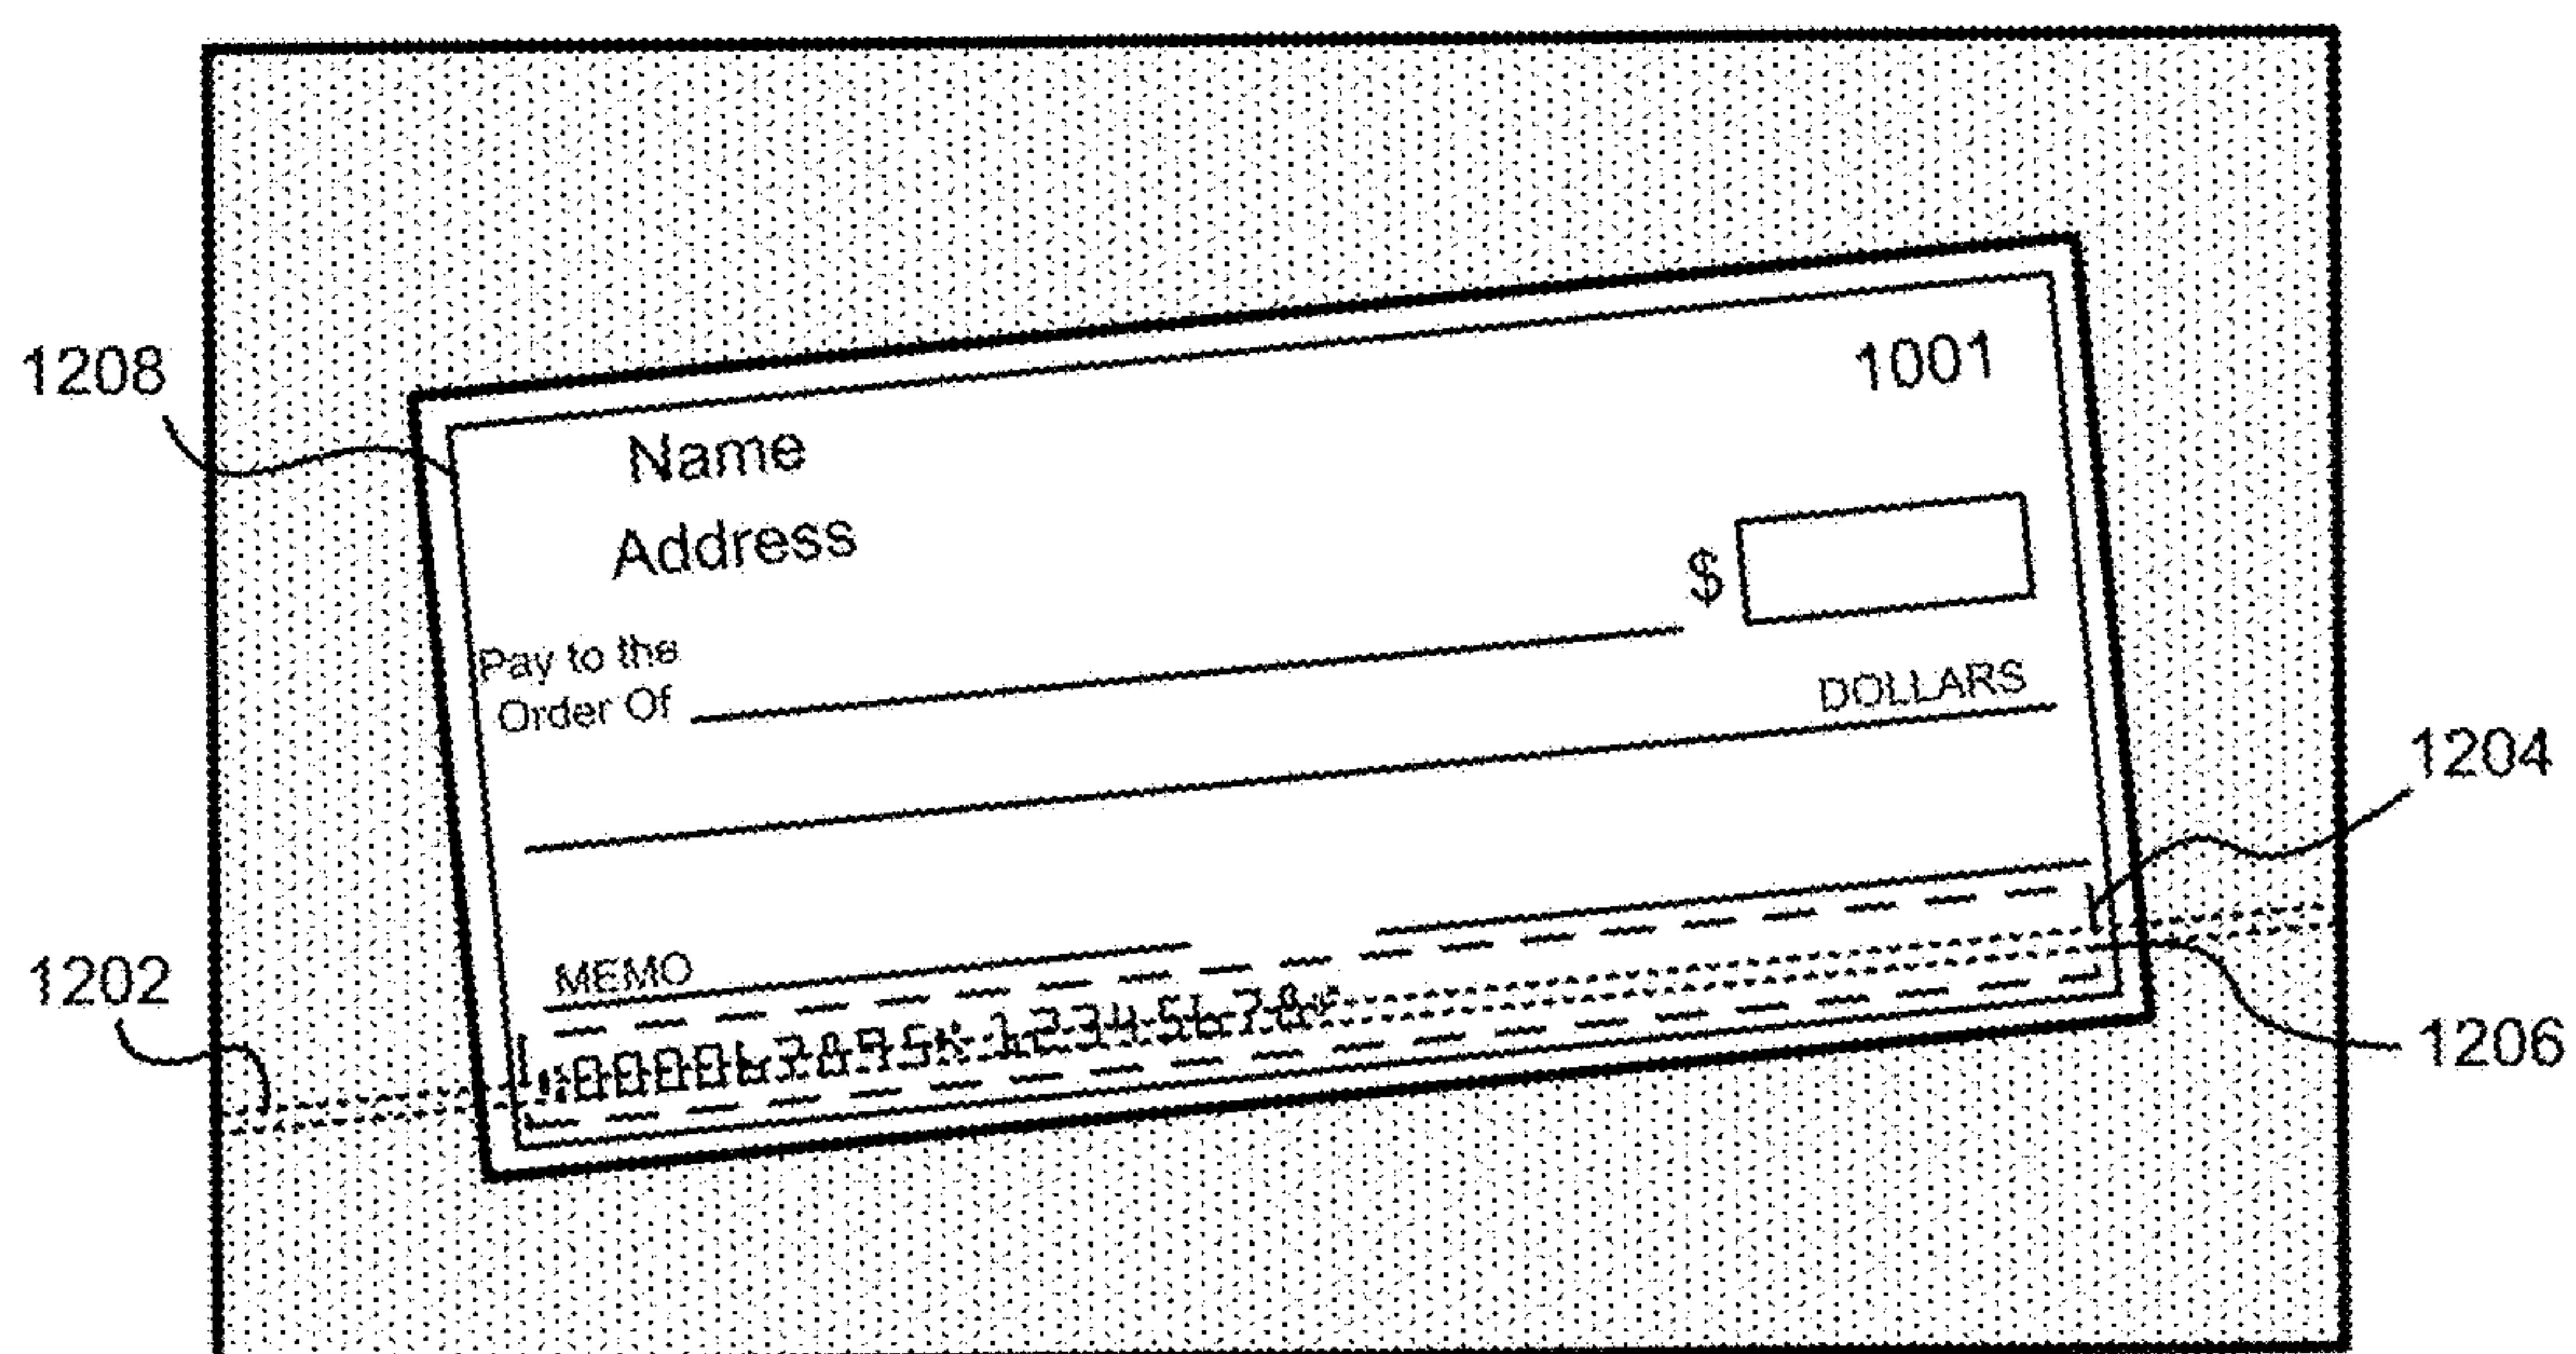 1001
1208
Name
Address
$
Pay to the
Order Of
DOLLARS
1204
MEMO
1202
1206